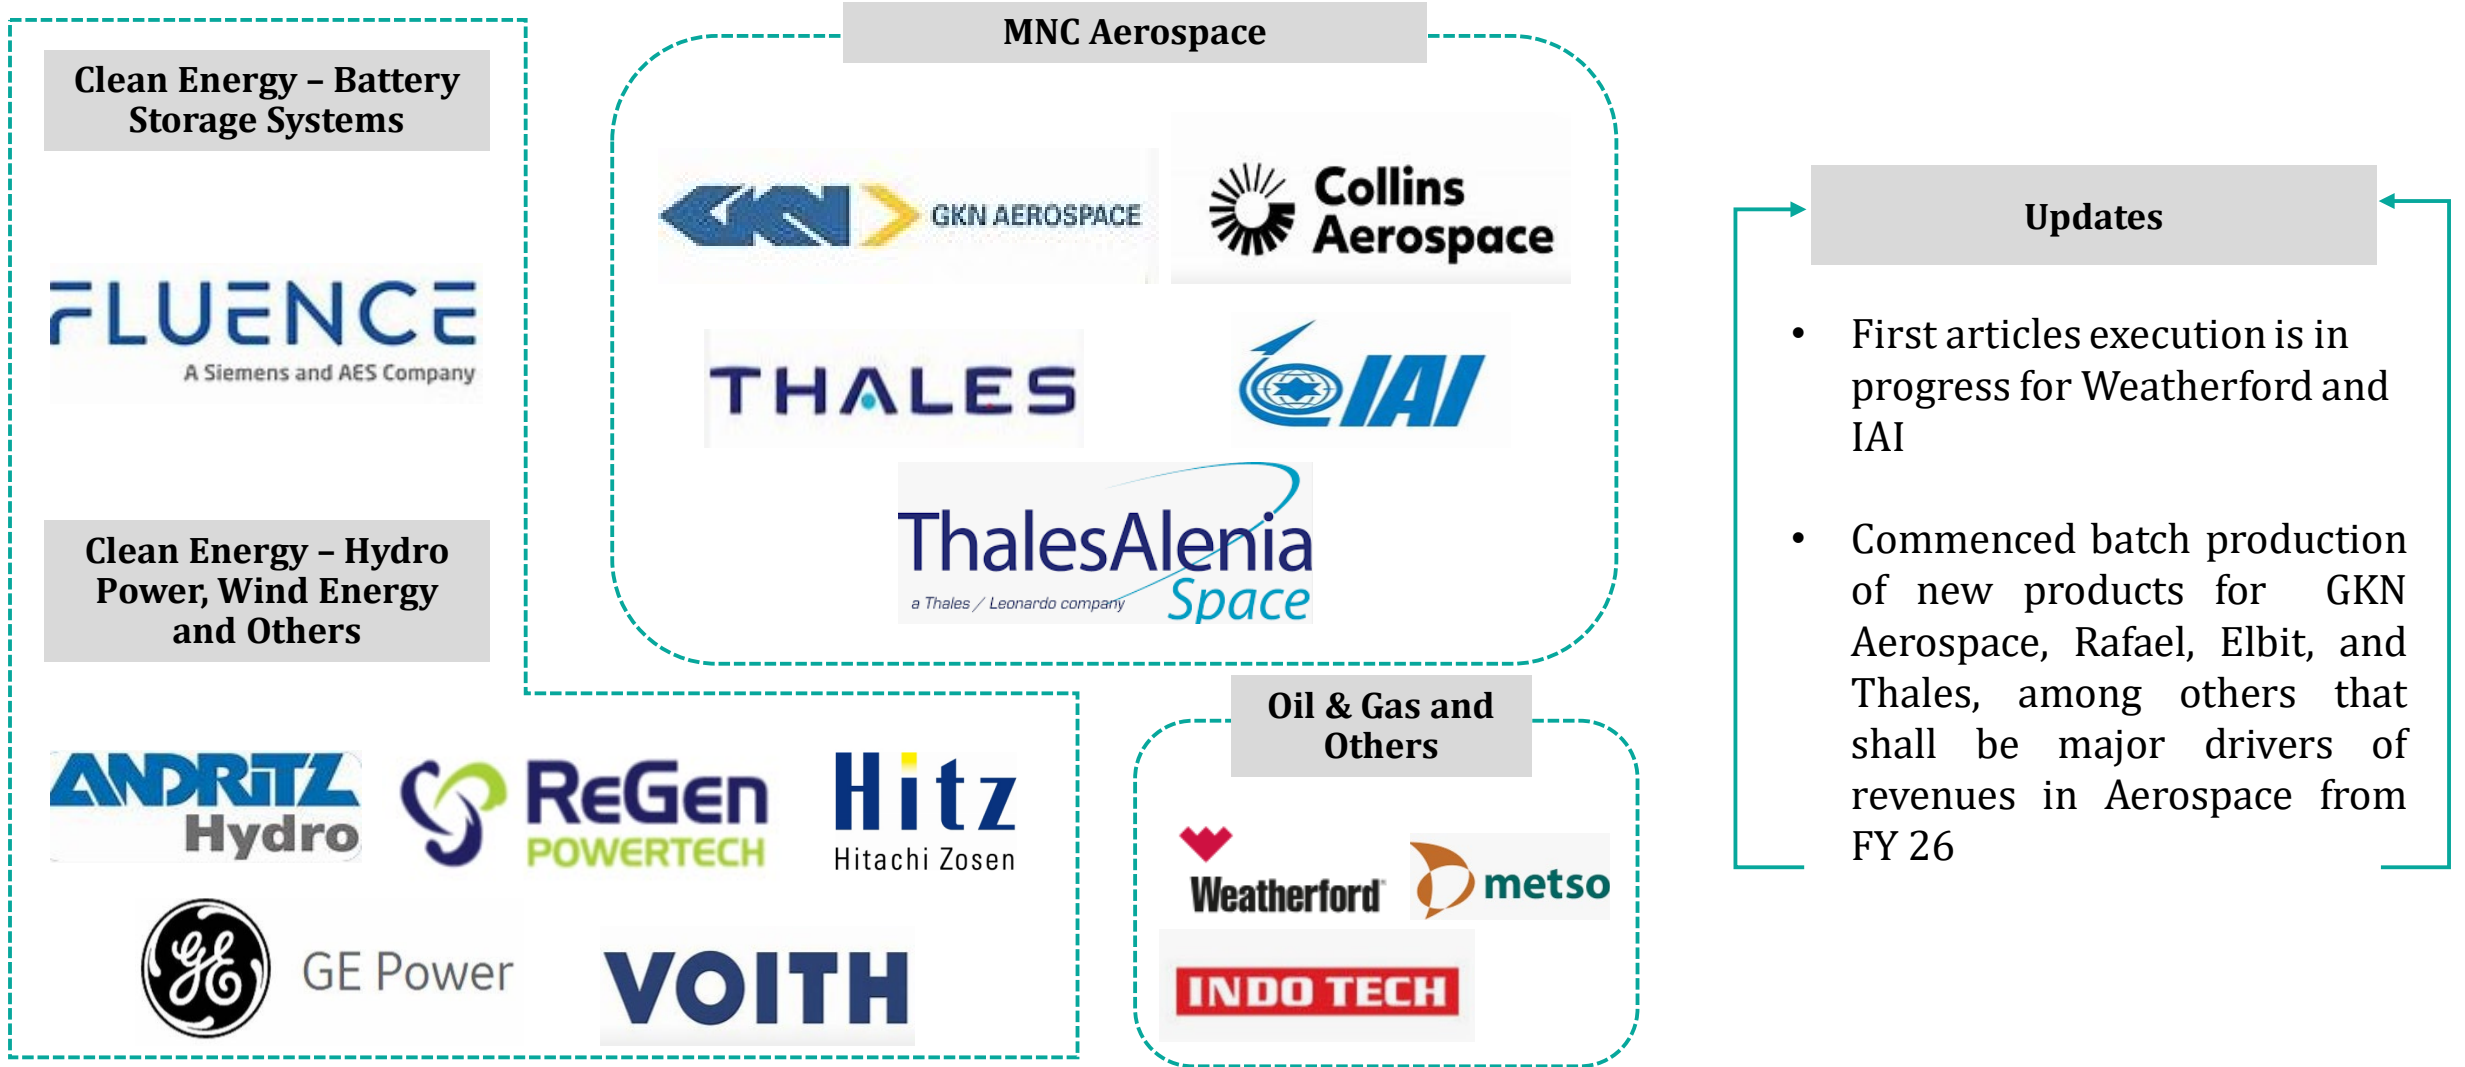 Clean Energy – Battery
Storage Systems
FLUENCE
A Siemens and AES Company
Clean Energy – Hydro
Power, Wind Energy
and Others
ANDRITZ
Hydro
ReGen
POWERTECH
Hitz
Hitachi Zosen
GE
GE Power
VOITH
MNC Aerospace
GKN
GKN AEROSPACE
Collins
Aerospace
THALES
IAI
ThalesAlenia
a Thales / Leonardo company
Space
Oil & Gas and
Others
Weatherford
metso
INDO TECH
Updates
• First articles execution is in
progress for Weatherford and
IAI
• Commenced batch production
of new products for GKN
Aerospace, Rafael, Elbit, and
Thales, among others that
shall be major drivers of
revenues in Aerospace from
FY 26